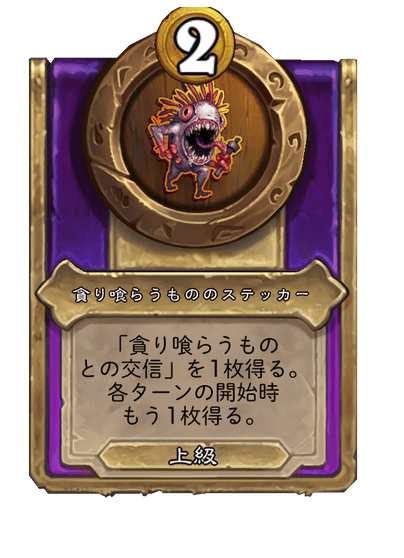 2
貪り喰らうもののステッカー
「貪り喰らうもの
との交信」を1枚得る。
各ターンの開始時
もう1枚得る。
上級